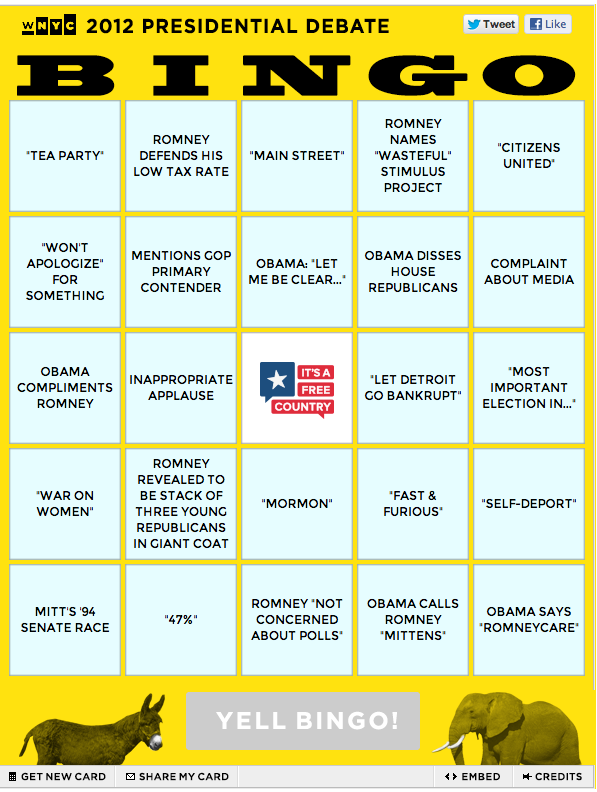 WNYC 2012 PRESIDENTIAL DEBATE
Tweet
Like
BINGO
"TEA PARTY"
ROMNEY
DEFENDS HIS
LOW TAX RATE
"MAIN STREET"
ROMNEY
NAMES
"WASTEFUL"
STIMULUS
PROJECT
"CITIZENS
UNITED"
"WON'T
APOLOGIZE"
FOR
SOMETHING
MENTIONS GOP
PRIMARY
CONTENDER
OBAMA: "LET
ME BE CLEAR..."
OBAMA DISSES
HOUSE
REPUBLICANS
COMPLAINT
ABOUT MEDIA
OBAMA
COMPLIMENTS
ROMNEY
INAPPROPRIATE
APPLAUSE
IT'S A
FREE
COUNTRY
"LET DETROIT
GO BANKRUPT"
"MOST
IMPORTANT
ELECTION IN..."
"WAR ON
WOMEN"
ROMNEY
REVEALED TO
BE STACK OF
THREE YOUNG
REPUBLICANS
IN GIANT COAT
"MORMON"
"FAST &
FURIOUS"
"SELF-DEPORT"
MITT'S '94
SENATE RACE
"47%"
ROMNEY "NOT
CONCERNED
ABOUT POLLS"
OBAMA CALLS
ROMNEY
"MITTENS"
OBAMA SAYS
"ROMNEYCARE"
YELL BINGO!
GET NEW CARD
SHARE MY CARD
EMBED
CREDITS